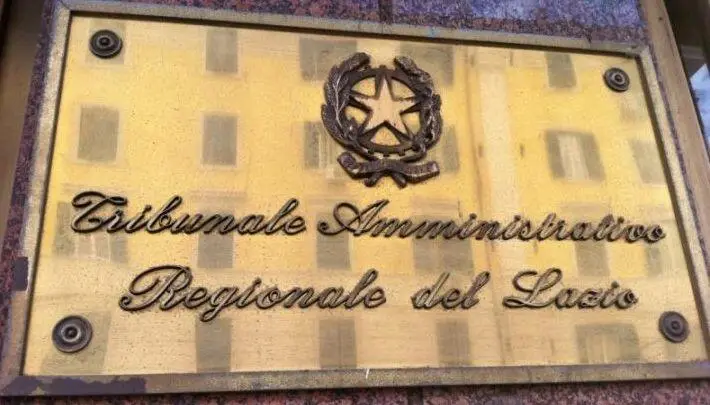 Tribunale Amministrativo
Regionale del Lazio